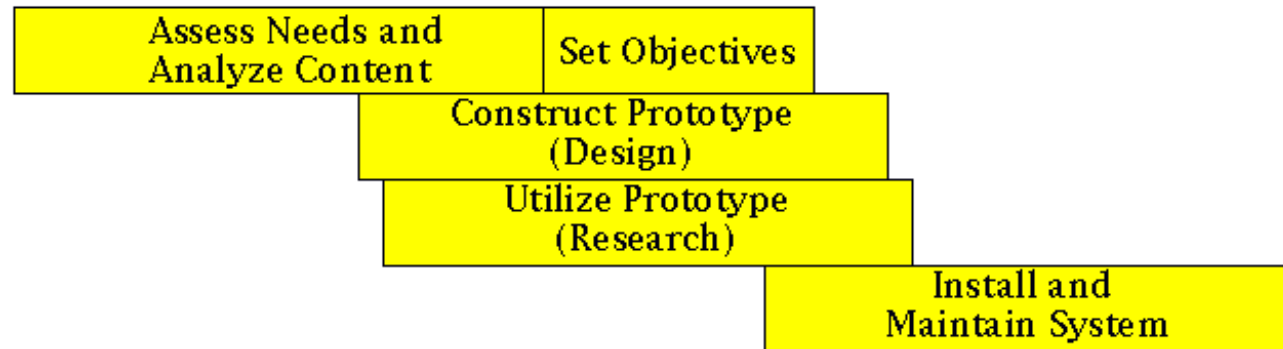 Assess Needs and
Analyze Content
Set Objectives
Construct Prototype
(Design)
Utilize Prototype
(Research)
Install and
Maintain System